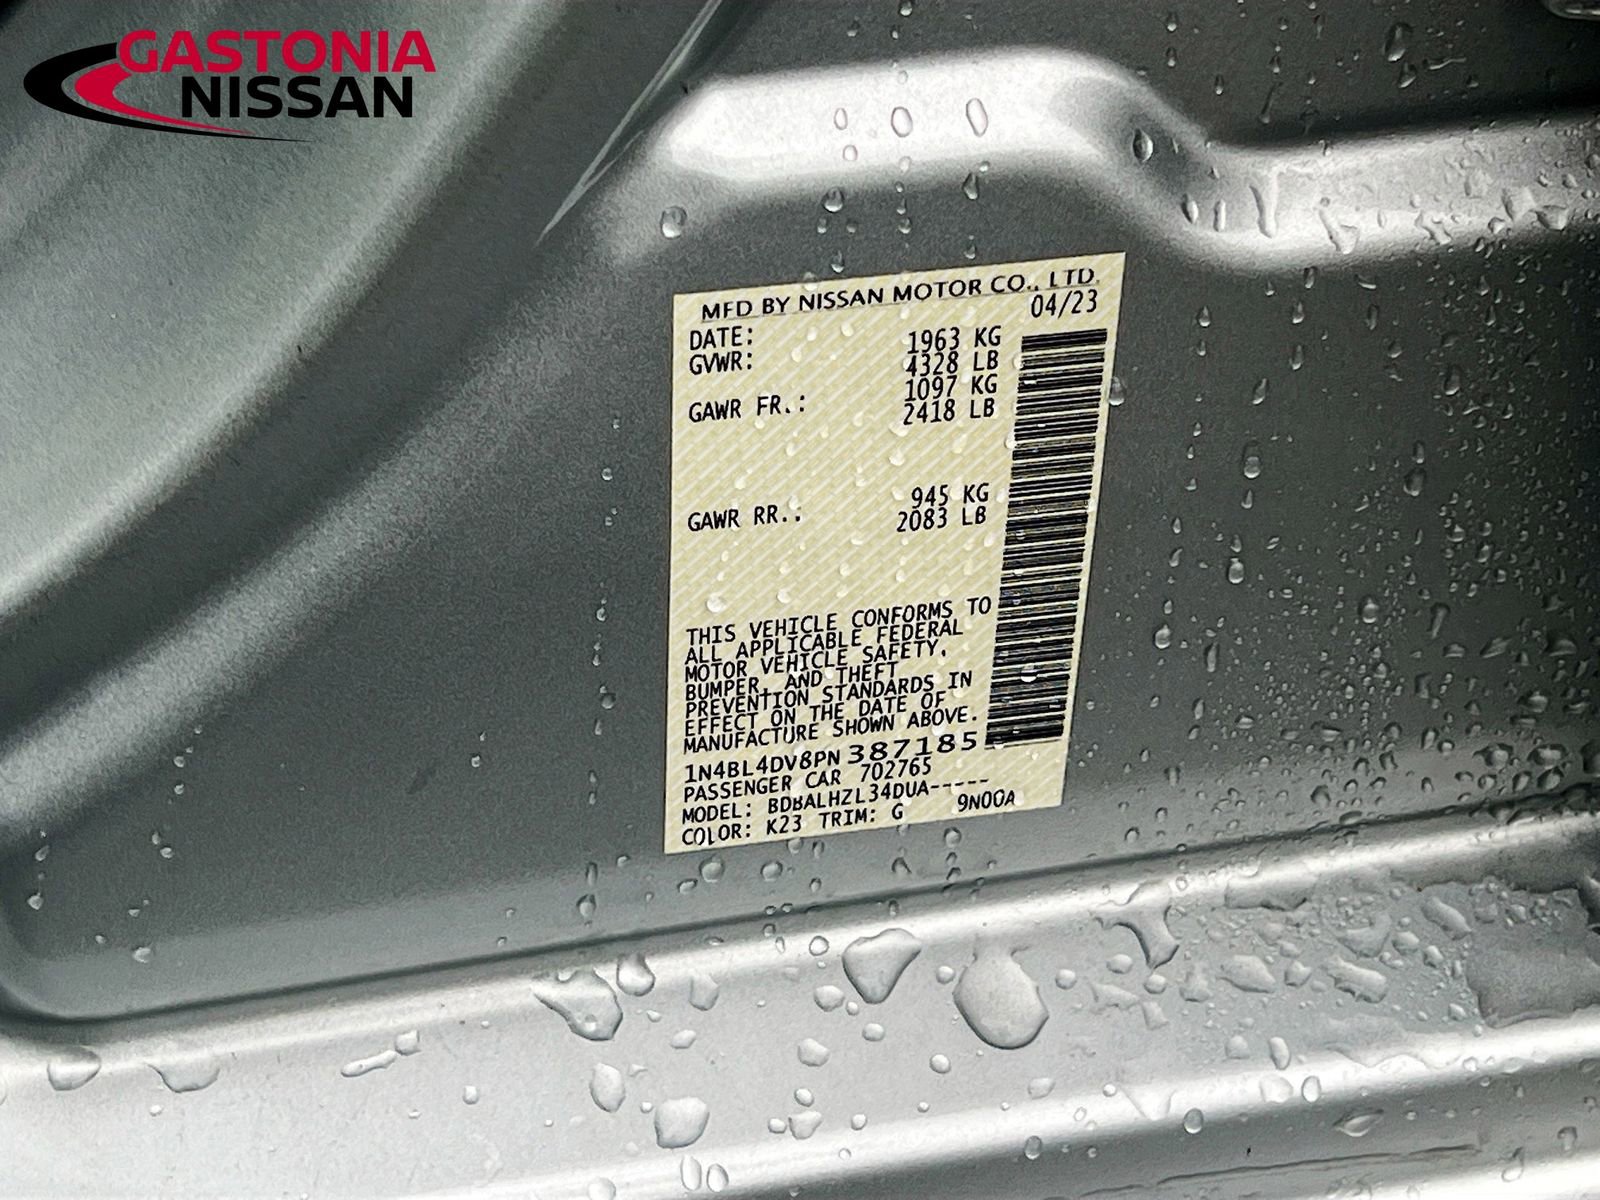 GASTONIA
NISSAN
MFD BY NISSAN MOTOR CO., LTD.
DATE: 04/23
GVWR: 1963 KG
4328 LB
GAWR FR.: 1097 KG
2418 LB
GAWR RR.: 945 KG
2083 LB
THIS VEHICLE CONFORMS TO
ALL APPLICABLE FEDERAL
MOTOR VEHICLE SAFETY,
BUMPER, AND THEFT
PREVENTION STANDARDS IN
EFFECT ON THE DATE OF
MANUFACTURE SHOWN ABOVE.
1N4BL4DV8PN387185
PASSENGER CAR 702765
MODEL: BDBALHZL34DUA-----
COLOR: K23 TRIM: G 9N00A